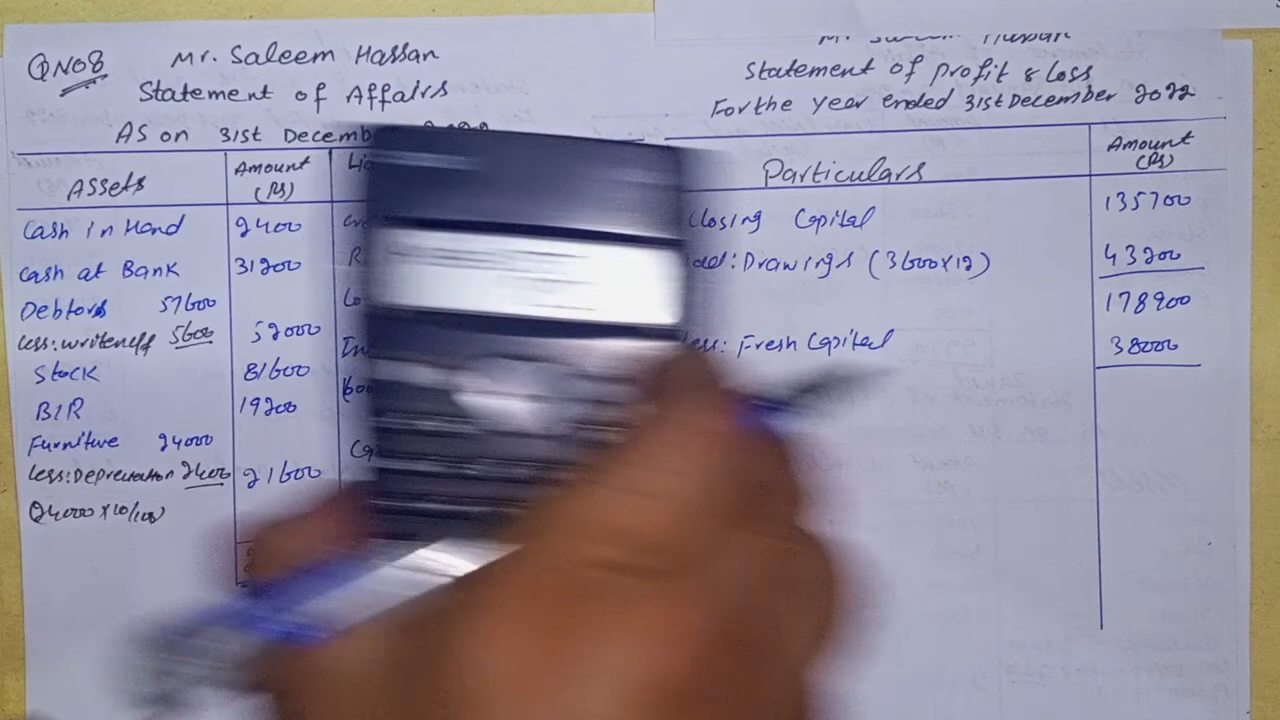 QNO8
Mr. Saleem Hassan
Statement of Affairs
AS on 31st
Assets
Amount
(Rs)
Cash in Hand 2400
Cash at Bank 31200
Debtors 57600
Less: writeneff 5600 52000
Stock 81600
B/R 19200
Furniture 24000
Less: Depreciation 2400 21600
24000 x 10/100
Statement of profit & Loss
For the Year ended 31st December 2022
Particulars
Amount
(Rs)
Closing Capital 135700
Drawings (3600x12) 43200
178900
Fresh Capital 38000